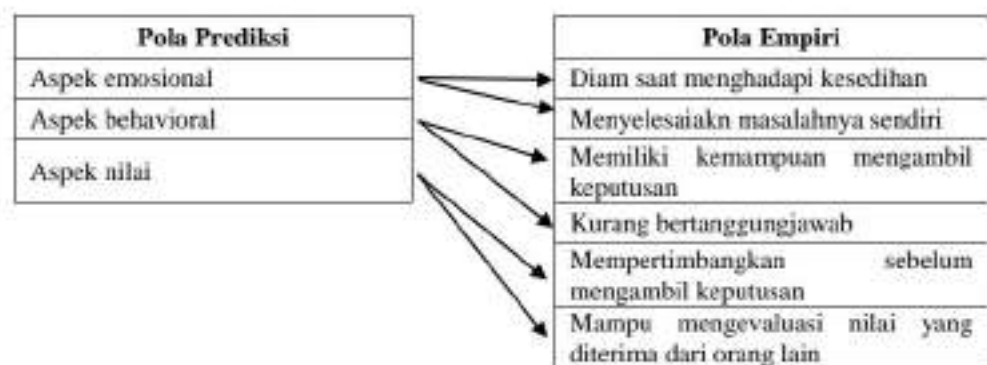 Pola Prediksi
Aspek emosional
Aspek behavioral
Aspek nilai
Pola Empiri
Diam saat menghadapi kesedihan
Menyelesaiakn masalahnya sendiri
Memiliki kemampuan mengambil
keputusan
Kurang bertanggungjawab
Mempertimbangkan sebelum
mengambil keputusan
Mampu mengevaluasi nilai yang
diterima dari orang lain